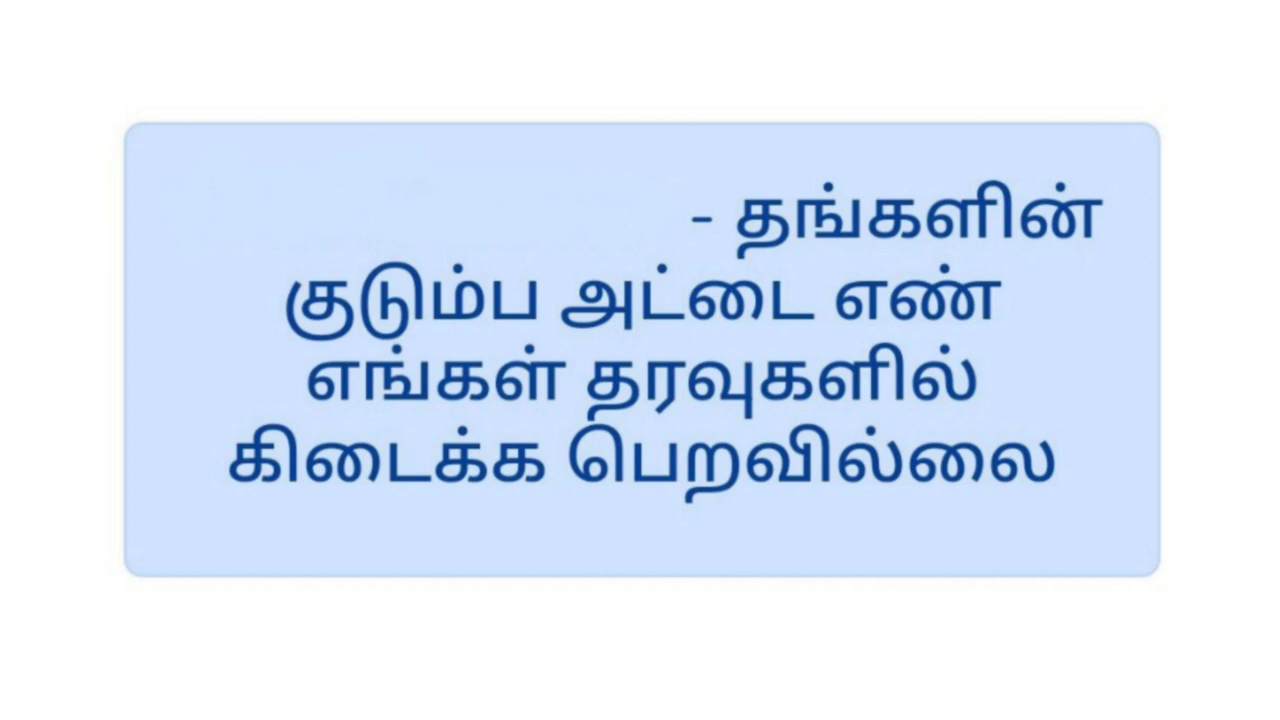 - தங்களின்
குடும்ப அட்டை எண்
எங்கள் தரவுகளில்
கிடைக்க பெறவில்லை